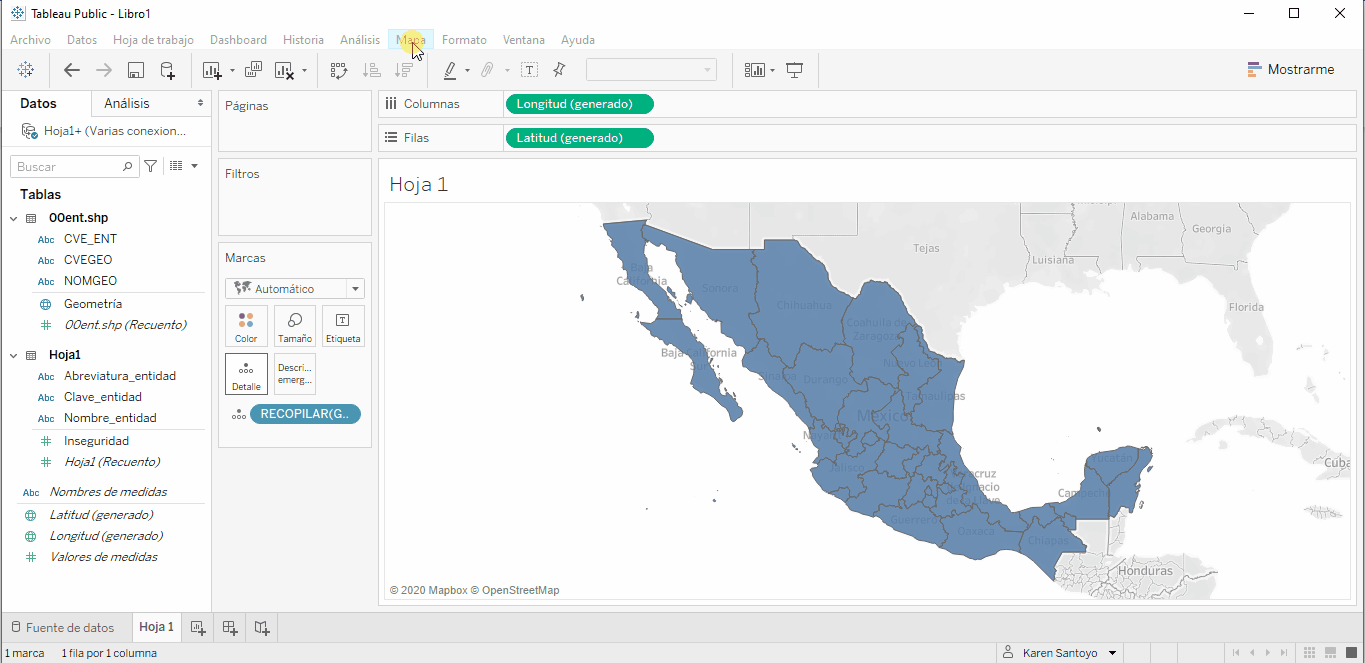 Tableau Public - Libro1
Archivo Datos Hoja de trabajo Dashboard Historia Análisis Mapa Formato Ventana Ayuda
Mostrarme
Datos Análisis
Hoja1+ (Varias conexion...
Buscar
Tablas
00ent.shp
Abc CVE_ENT
Abc CVEGEO
Abc NOMGEO
Geometría
00ent.shp (Recuento)
Hoja1
Abc Abreviatura_entidad
Abc Clave_entidad
Abc Nombre_entidad
Inseguridad
Hoja1 (Recuento)
Abc Nombres de medidas
Latitud (generado)
Longitud (generado)
Valores de medidas
Páginas
Filtros
Marcas
Automático
Color Tamaño Etiqueta
Detalle
Descri...
emerg...
RECOPILAR(G..
Columnas Longitud (generado)
Filas Latitud (generado)
Hoja 1
Alabama
Georgia
Tejas
Luisiana
Florida
Baja
California
Sonora
Chihuahua
Coahuila de
Zaragoza
Baja California
Sur
Nuevo León
Sinaloa
Durango
Tamaulipas
México
Jalisco
Yucatán
Campeche
Guerrero
Oaxaca
Chiapas
Cuba
Honduras
© 2020 Mapbox © OpenStreetMap
Fuente de datos Hoja 1
1 marca 1 fila por 1 columna
Karen Santoyo